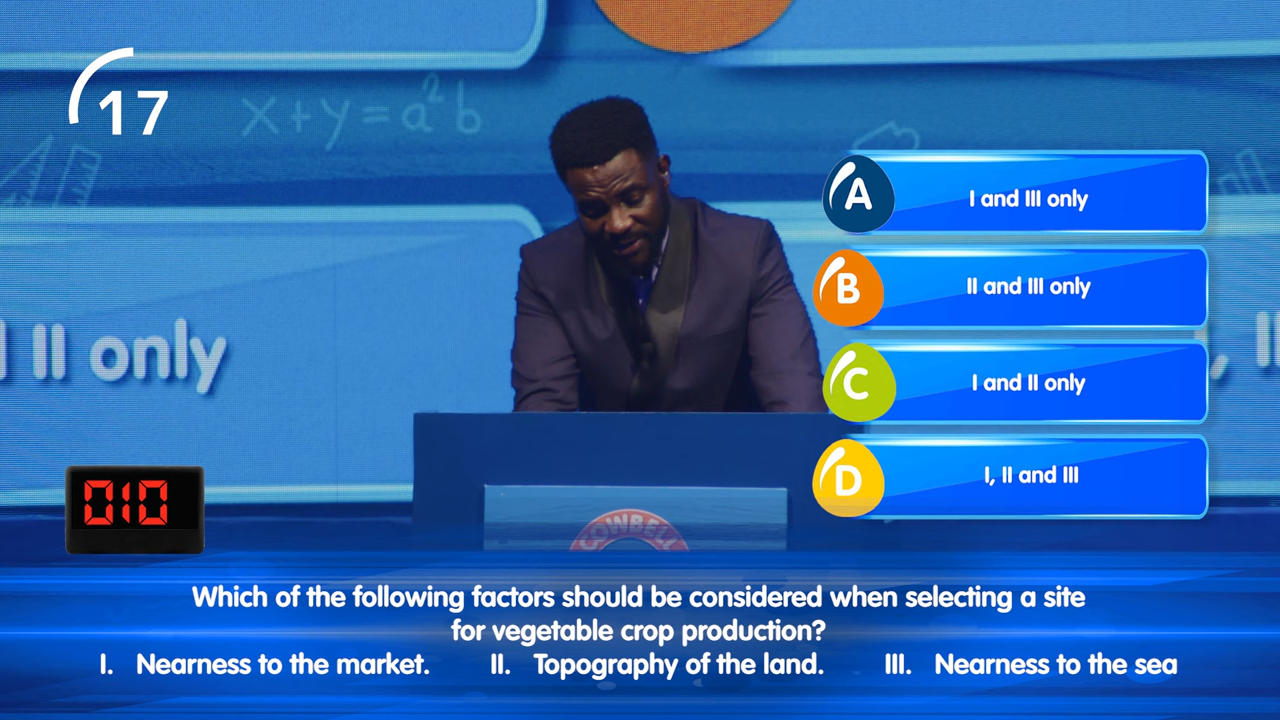 17
x+y=a²b
II only
010
COWBELL
A
I and III only
B
II and III only
C
I and II only
D
I, II and III
Which of the following factors should be considered when selecting a site
for vegetable crop production?
I. Nearness to the market. II. Topography of the land. III. Nearness to the sea